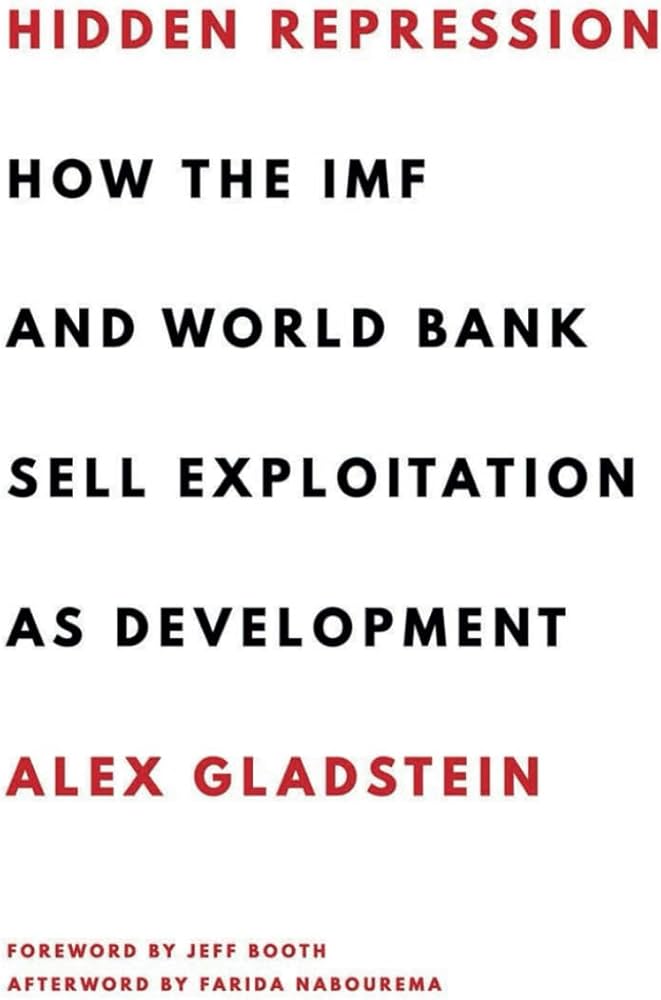 HIDDEN REPRESSION
HOW THE IMF
AND WORLD BANK
SELL EXPLOITATION
AS DEVELOPMENT
ALEX GLADSTEIN
FOREWORD BY JEFF BOOTH
AFTERWORD BY FARIDA NABOUREMA